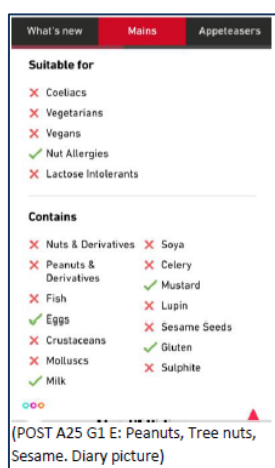 What's new Mains Appeteasers
Suitable for
Coeliacs
Vegetarians
Vegans
Nut Allergies
Lactose Intolerants
Contains
Nuts & Derivatives
Peanuts &
Derivatives
Fish
Eggs
Crustaceans
Molluscs
Milk
Soya
Celery
Mustard
Lupin
Sesame Seeds
Gluten
Sulphite
(POST A25 G1 E: Peanuts, Tree nuts,
Sesame. Diary picture)